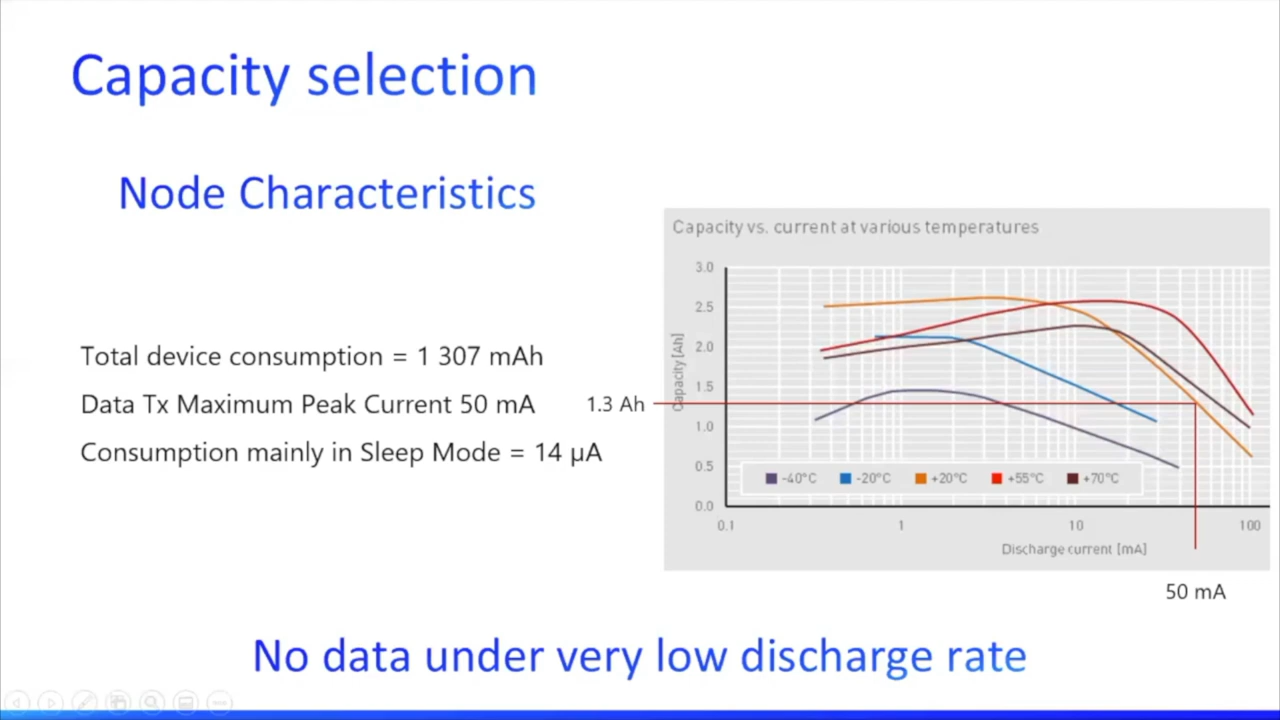 Capacity selection
Node Characteristics
Total device consumption = 1 307 mAh
Data Tx Maximum Peak Current 50 mA
Consumption mainly in Sleep Mode = 14 µA
1.3 Ah
Capacity vs. current at various temperatures
Capacity [Ah]
3.0
2.5
2.0
1.5
1.0
0.5
0.0
-40°C -20°C +20°C +55°C +70°C
0.1 1 10 100
Discharge current [mA]
50 mA
No data under very low discharge rate